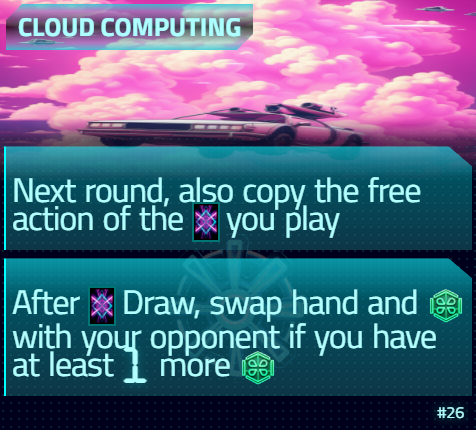 CLOUD COMPUTING
Next round, also copy the free
action of the you play
After Draw, swap hand and
with your opponent if you have
at least 1 more
#26